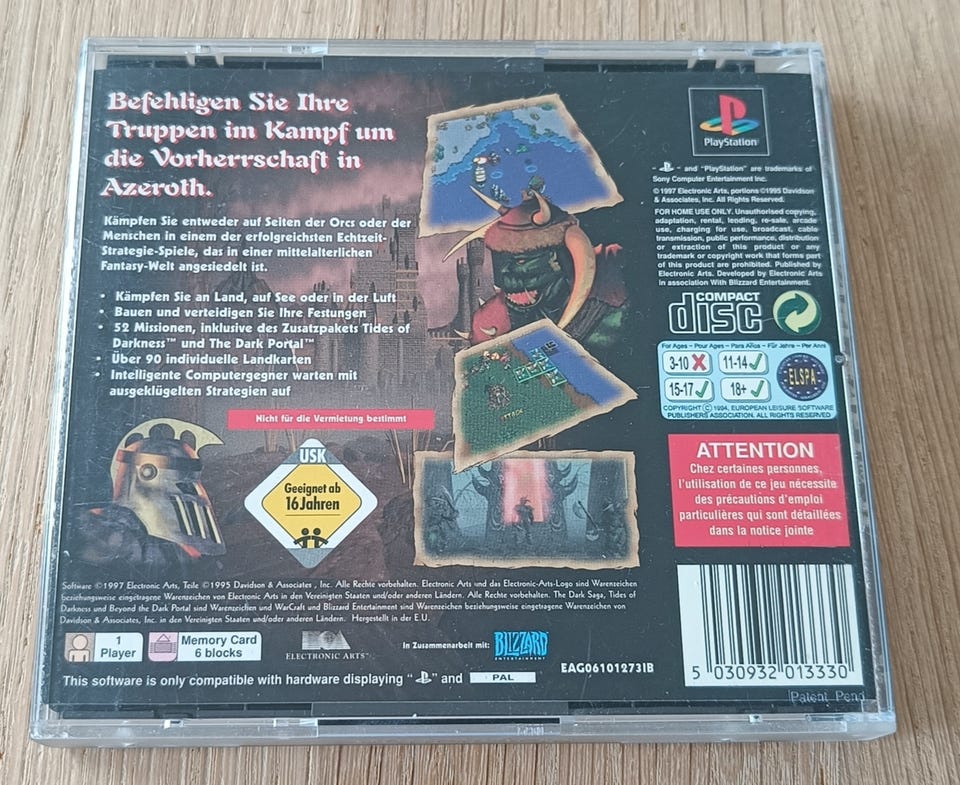 Befehligen Sie Ihre
Truppen im Kampf um
die Vorherrschaft in
Azeroth.
Kämpfen Sie entweder auf Seiten der Orcs oder der
Menschen in einem der erfolgreichsten Echtzeit-
Strategie-Spiele, das in einer mittelalterlichen
Fantasy-Welt angesiedelt ist.
• Kämpfen Sie an Land, auf See oder in der Luft
• Bauen und verteidigen Sie Ihre Festungen
• 52 Missionen, inklusive des Zusatzpakets Tides of
Darkness™ und The Dark Portal™
• Über 90 individuelle Landkarten
• Intelligente Computergegner warten mit
ausgeklügelten Strategien auf
Nicht für die Vermietung bestimmt
USK
Geeignet ab
16 Jahren
ATTACK
PlayStation
" " and "PlayStation" are trademarks of
Sony Computer Entertainment Inc.
© 1997 Electronic Arts, portions ©1995 Davidson
& Associates, Inc. All Rights Reserved.
FOR HOME USE ONLY. Unauthorised copying,
adaptation, rental, lending, re-sale, arcade
use, charging for use, broadcast, cable
transmission, public performance, distribution
or extraction of this product or any
trademark or copyright work that forms part
of this product are prohibited. Published by
Electronic Arts. Developed by Electronic Arts
in association With Blizzard Entertainment.
COMPACT
disc
For Ages - Pour Ages - Para Años - Für Jahre - Per Anni
3-10 11-14
15-17 18+
ELSPA
COPYRIGHT © 1994, EUROPEAN LEISURE SOFTWARE
PUBLISHERS ASSOCIATION. ALL RIGHTS RESERVED
ATTENTION
Chez certaines personnes,
l'utilisation de ce jeu nécessite
des précautions d'emploi
particulières qui sont détaillées
dans la notice jointe
Software ©1997 Electronic Arts, Teile ©1995 Davidson & Associates , Inc. Alle Rechte vorbehalten. Electronic Arts und das Electronic-Arts-Logo sind Warenzeichen
beziehungsweise eingetragene Warenzeichen von Electronic Arts in den Vereinigten Staaten und/oder anderen Ländern. Alle Rechte vorbehalten. The Dark Saga, Tides of
Darkness und Beyond the Dark Portal sind Warenzeichen und WarCraft und Blizzard Entertainment sind Warenzeichen beziehungsweise eingetragene Warenzeichen von
Davidson & Associates, Inc. in den Vereinigten Staaten und/oder anderen Ländern. Hergestellt in der E.U.
1
Player
Memory Card
6 blocks
EA
ELECTRONIC ARTS™
in Zusammenarbeit mit:
BLIZZARD
ENTERTAINMENT
EAG06101273IB
This software is only compatible with hardware displaying " " and PAL
5 030932 013330
Patent Pend